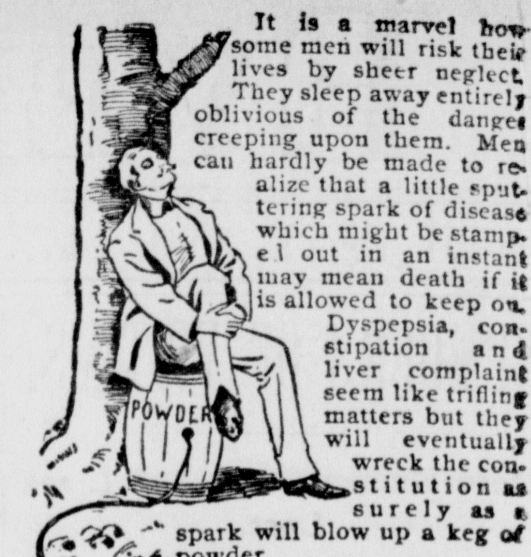 It is a marvel how
some men will risk their
lives by sheer neglect.
They sleep away entirely
oblivious of the danger
creeping upon them. Men
can hardly be made to re-
alize that a little sput-
tering spark of disease
which might be stamp-
ed out in an instant
may mean death if it
is allowed to keep on.
Dyspepsia, con-
stipation and
liver complaint
seem like trifling
matters but they
will eventually
wreck the con-
stitution as
surely as a
spark will blow up a keg of
powder.
POWDER